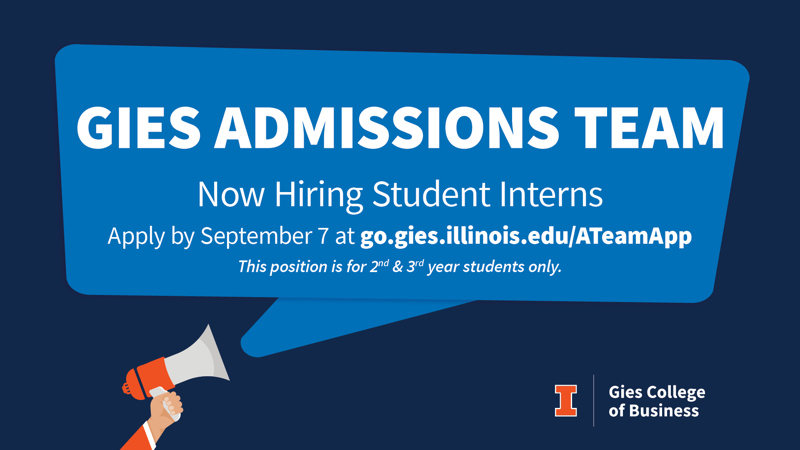 GIES ADMISSIONS TEAM
Now Hiring Student Interns
Apply by September 7 at go.gies.illinois.edu/ATeamApp
This position is for 2nd & 3rd year students only.
I
Gies College
of Business